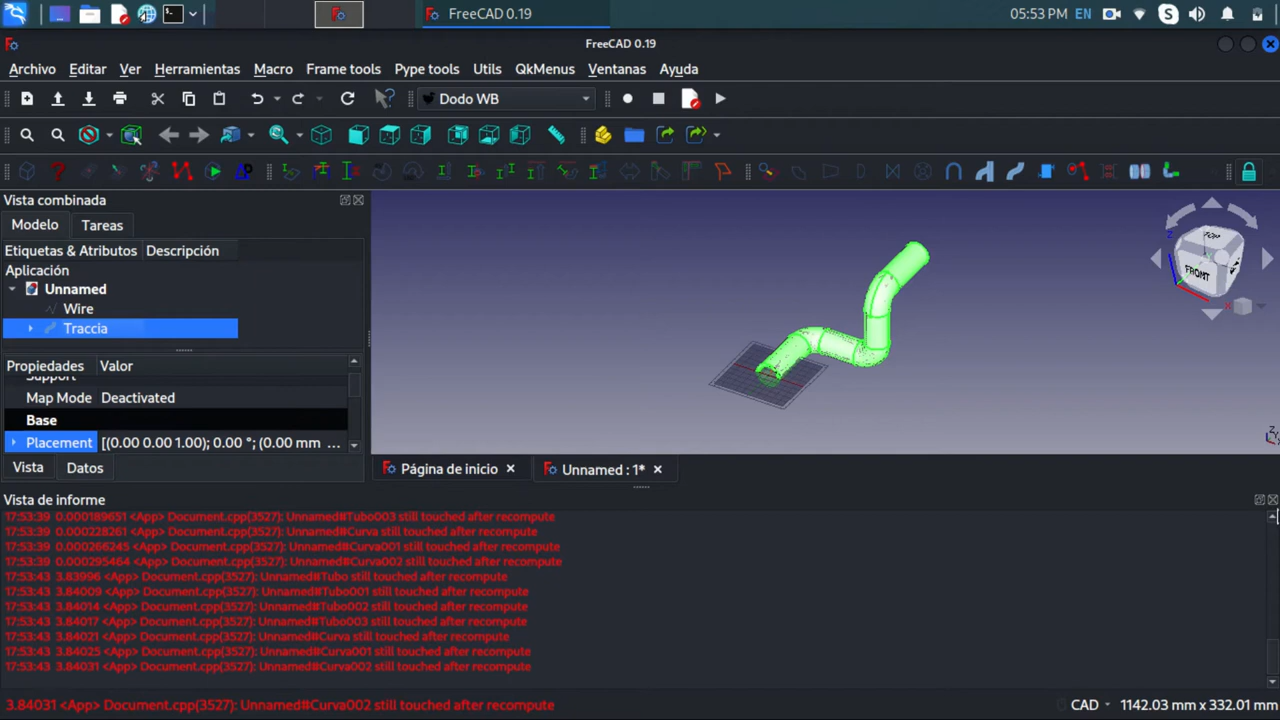 FreeCAD 0.19
05:53 PM EN
FreeCAD 0.19
Archivo Editar Ver Herramientas Macro Frame tools Pype tools Utils QkMenus Ventanas Ayuda
Dodo WB
Vista combinada
Modelo Tareas
Etiquetas & Atributos Descripción
Aplicación
Unnamed
Wire
Traccia
Propiedades Valor
Support
Map Mode Deactivated
Base
Placement [(0.00 0.00 1.00); 0.00 °; (0.00 mm ...
Vista Datos
TOP
FRONT
Página de inicio Unnamed : 1*
Vista de informe
17:53:39 0.000189651 <App> Document.cpp(3527): Unnamed#Tubo003 still touched after recompute
17:53:39 0.000228261 <App> Document.cpp(3527): Unnamed#Curva still touched after recompute
17:53:39 0.000266245 <App> Document.cpp(3527): Unnamed#Curva001 still touched after recompute
17:53:39 0.000295464 <App> Document.cpp(3527): Unnamed#Curva002 still touched after recompute
17:53:43 3.83996 <App> Document.cpp(3527): Unnamed#Tubo still touched after recompute
17:53:43 3.84009 <App> Document.cpp(3527): Unnamed#Tubo001 still touched after recompute
17:53:43 3.84014 <App> Document.cpp(3527): Unnamed#Tubo002 still touched after recompute
17:53:43 3.84017 <App> Document.cpp(3527): Unnamed#Tubo003 still touched after recompute
17:53:43 3.84021 <App> Document.cpp(3527): Unnamed#Curva still touched after recompute
17:53:43 3.84025 <App> Document.cpp(3527): Unnamed#Curva001 still touched after recompute
17:53:43 3.84031 <App> Document.cpp(3527): Unnamed#Curva002 still touched after recompute
3.84031 <App> Document.cpp(3527): Unnamed#Curva002 still touched after recompute
CAD 1142.03 mm x 332.01 mm